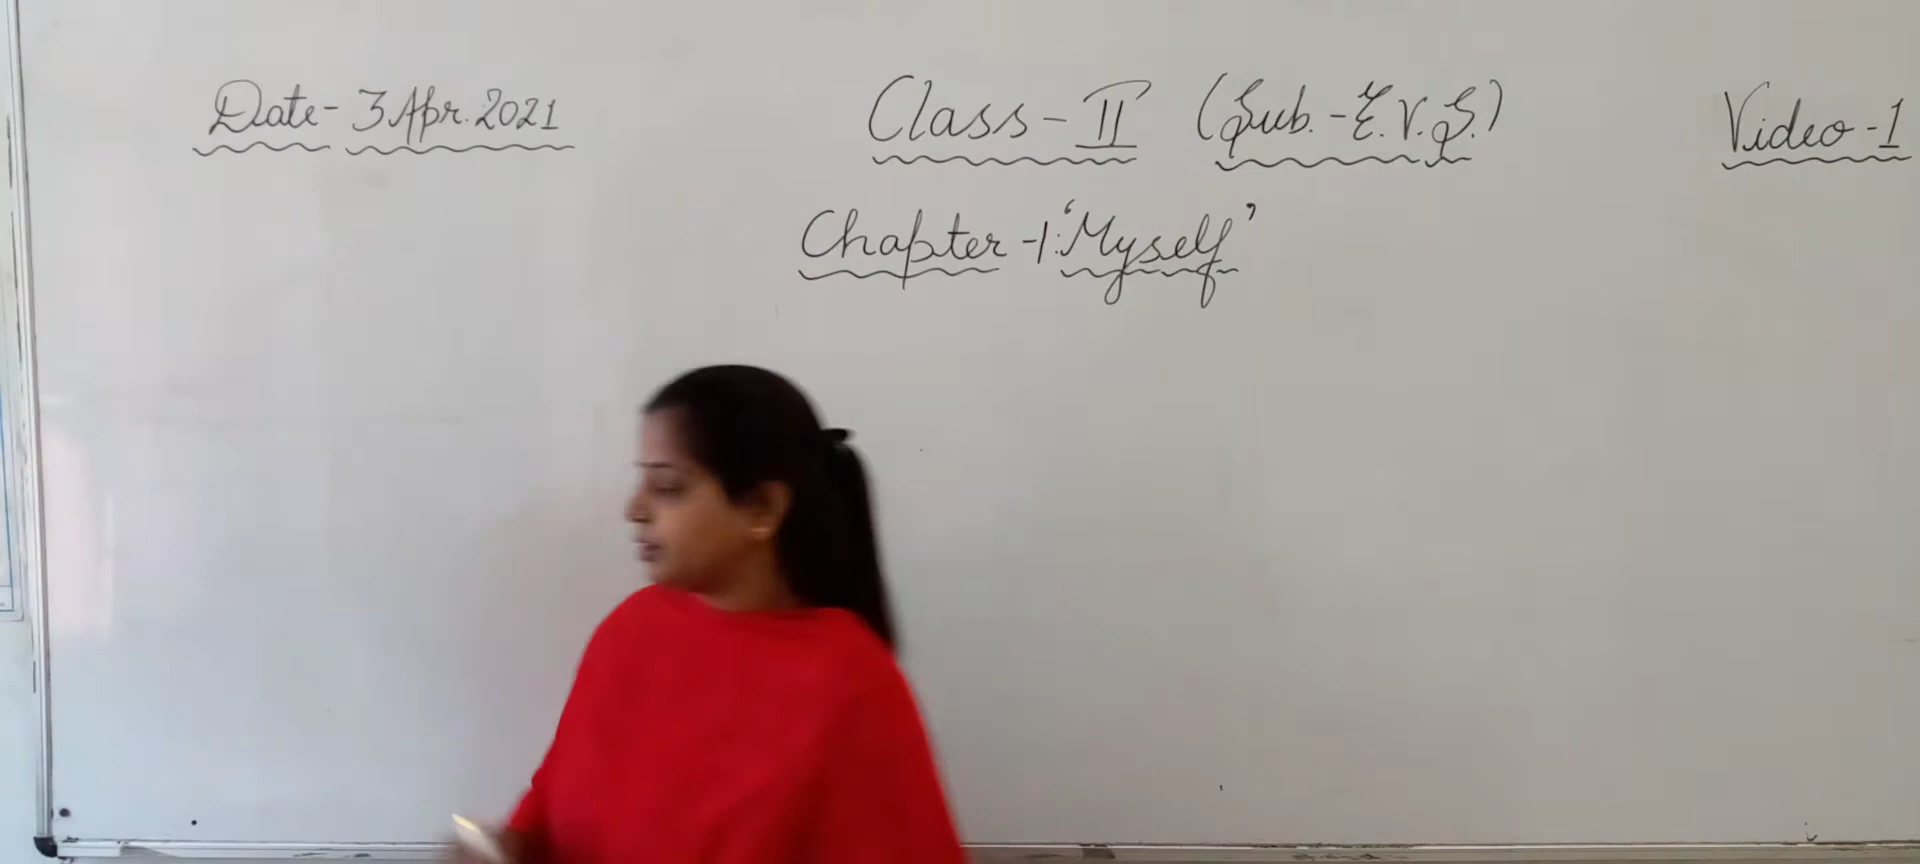 Date- 3 Apr. 2021 Class - II (Sub. - E.V.S.) Video - 1
Chapter -1: 'Myself'